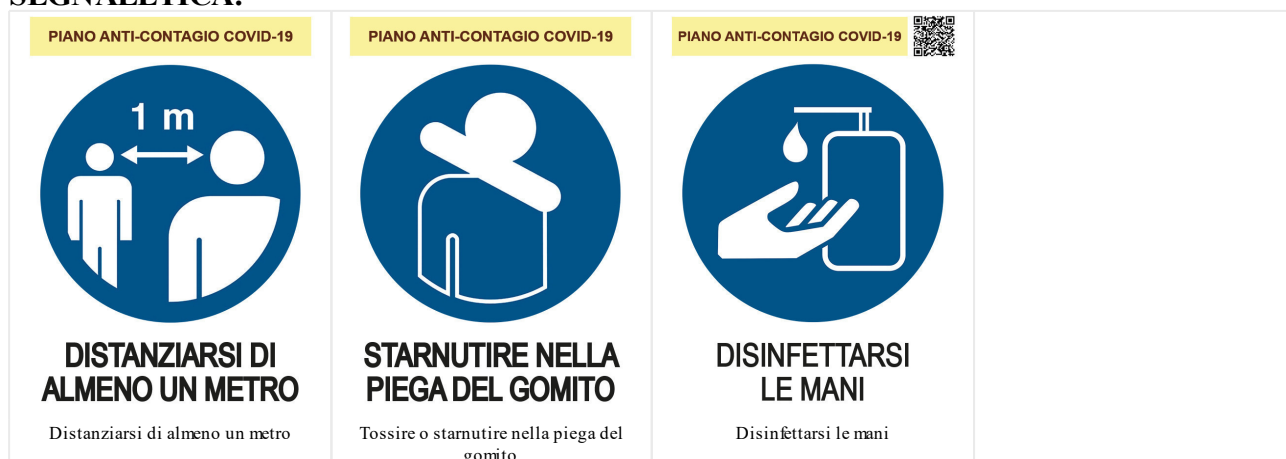 SEGNALETICA:
PIANO ANTI-CONTAGIO COVID-19
1 m
DISTANZIARSI DI
ALMENO UN METRO
Distanziarsi di almeno un metro
PIANO ANTI-CONTAGIO COVID-19
STARNUTIRE NELLA
PIEGA DEL GOMITO
Tossire o starnutire nella piega del
gomito
PIANO ANTI-CONTAGIO COVID-19
DISINFETTARSI
LE MANI
Disinfettarsi le mani